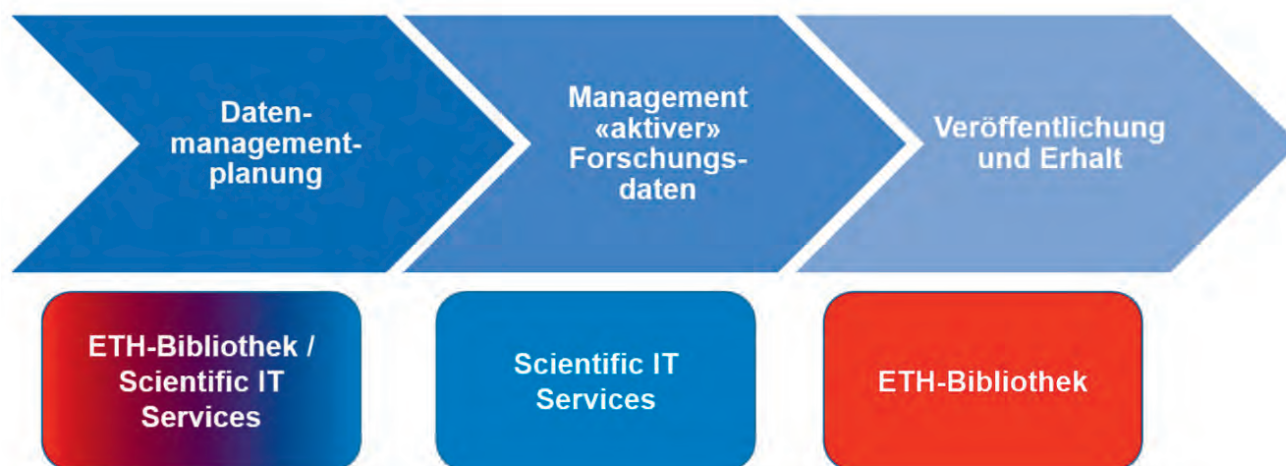 Daten-
management-
planung
Management
«aktiver»
Forschungs-
daten
Veröffentlichung
und Erhalt
ETH-Bibliothek /
Scientific IT
Services
Scientific IT
Services
ETH-Bibliothek